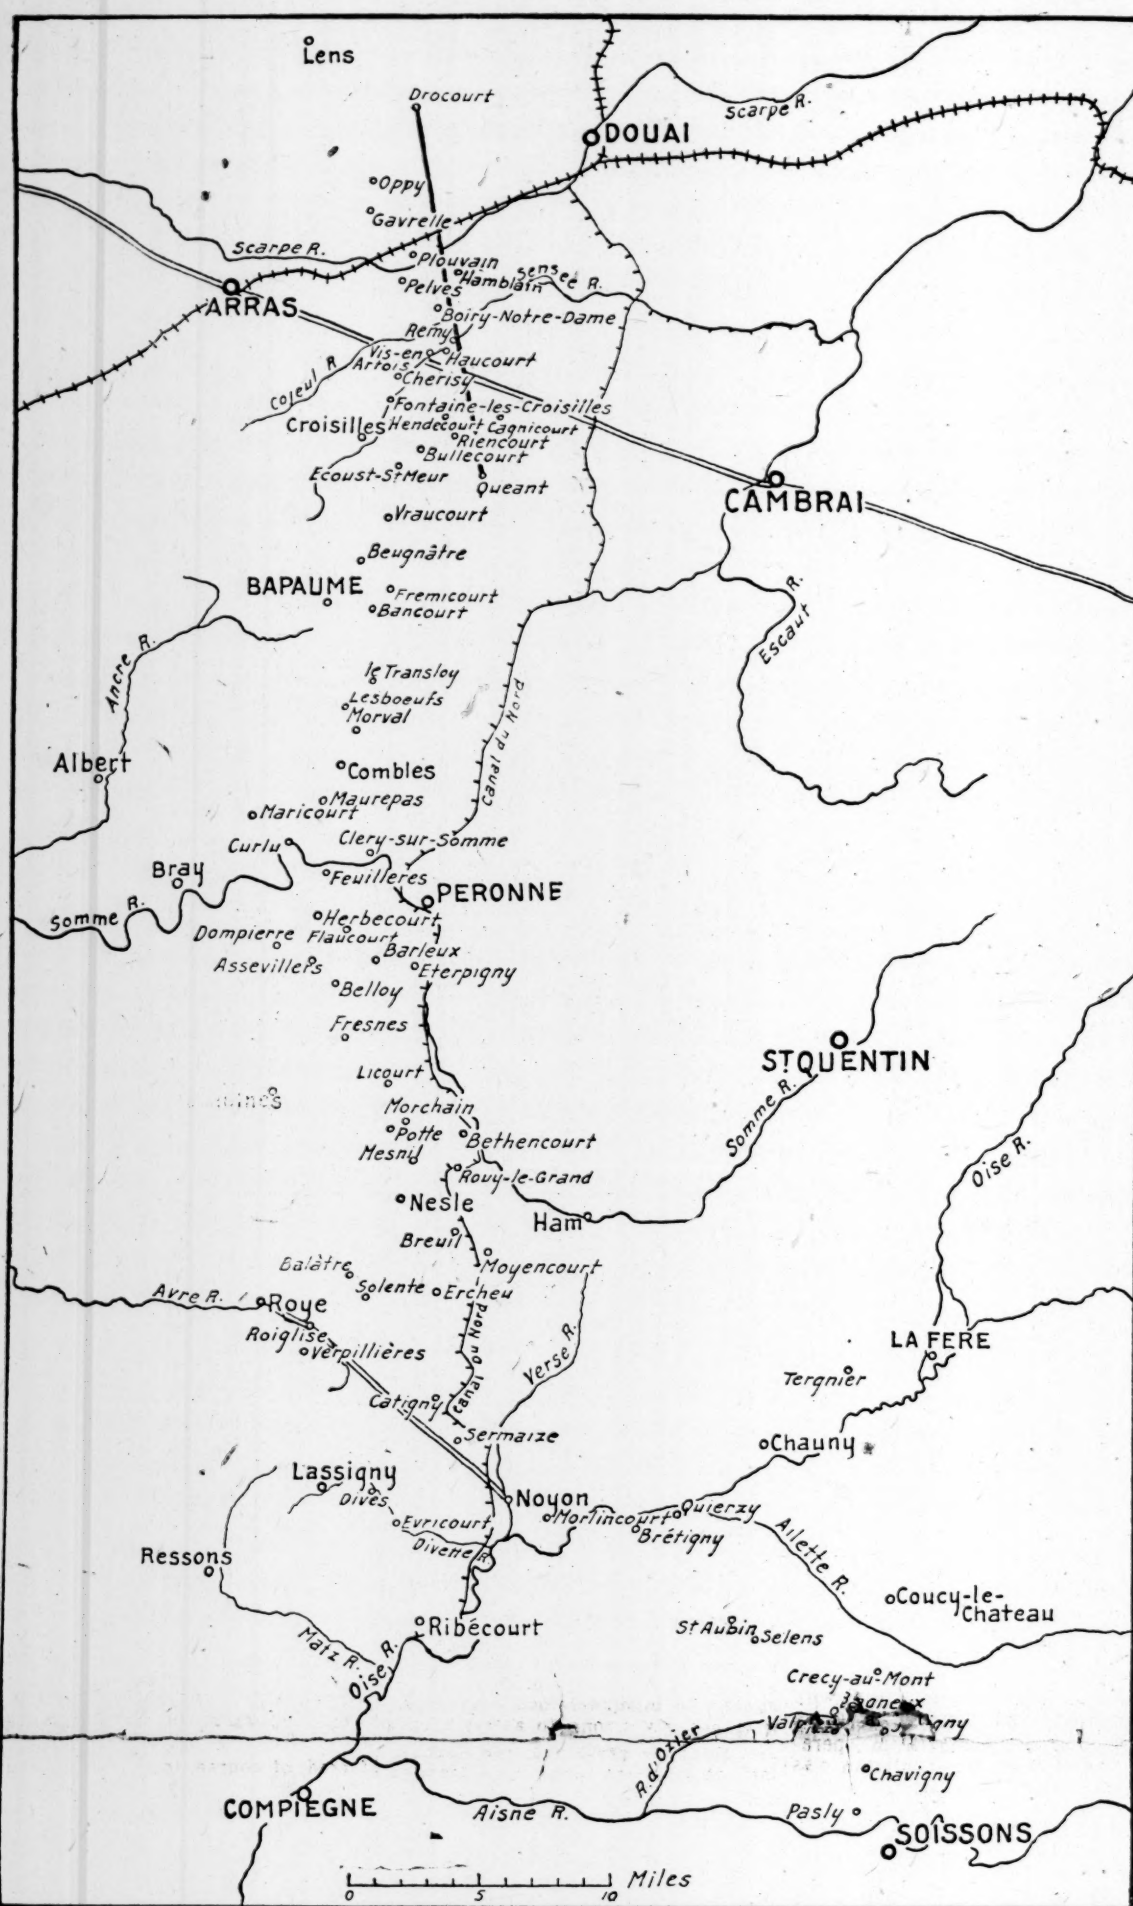 Lens
Drocourt
Scarpe R.
DOUAI
Oppy
Gavrelle
Scarpe R.
Plouvain
Hamblain
Sensee R.
Pelves
ARRAS
Boiry-Notre-Dame
Remy
Vis-en
Artois
Haucourt
Cherisy
Cojeul R
Fontaine-les-Croisilles
Croisilles
Hendecourt
Cagnicourt
Riencourt
Bullecourt
Ecoust-St Meur
Queant
CAMBRAI
Vraucourt
Beugnâtre
BAPAUME
Fremicourt
Bancourt
Escaut R.
Ancre R.
le Transloy
Lesboeufs
Morval
Canal du Nord
Albert
Combles
Maurepas
Maricourt
Curlu
Clery-sur-Somme
Bray
Feuilleres
PERONNE
Somme R.
Herbecourt
Dompierre
Flaucourt
Barleux
Assevillers
Eterpigny
Belloy
Fresnes
ST. QUENTIN
Licourt
Morchain
Potte
Bethencourt
Mesnil
Somme R.
Rouy-le-Grand
Oise R.
Nesle
Ham
Breuil
Moyencourt
Balâtre
Solente
Ercheu
Avre R.
Roye
Roiglise
Verpillières
Canal Du Nord
Verse R.
LA FERE
Tergnier
Catigny
Sermaize
Chauny
Lassigny
Dives
Noyon
Evricourt
Morlincourt
Quierzy
Brétigny
Divette R.
Ailette R.
Ressons
Coucy-le-
Chateau
Ribécourt
St Aubin
Selens
Matz R.
Oise R.
Crecy-au-Mont
R. d'Ozier
Chavigny
COMPIEGNE
Aisne R.
Pasly
SOISSONS
Miles
0 5 10